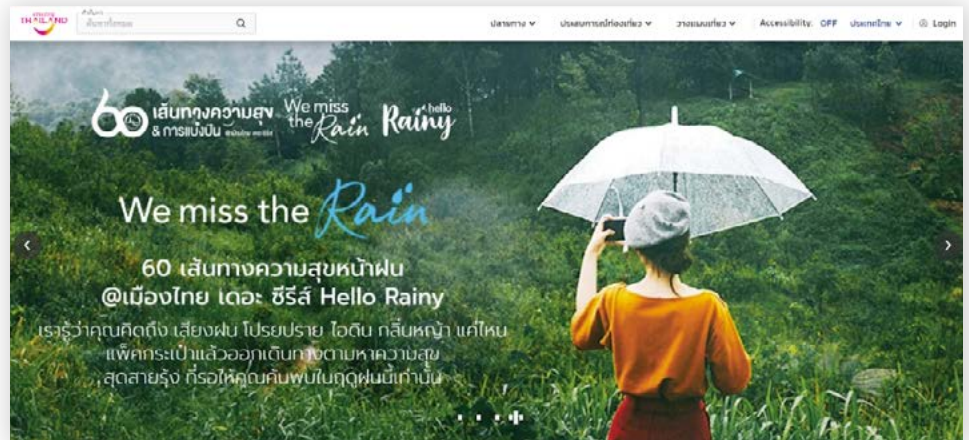 THAILAND
ค้นหาทั้งหมด
ปลายทาง
ประสบการณ์ท่องเที่ยว
วางแผนเที่ยว
Accessibility: OFF
ประเทศไทย
Login
60 เส้นทางความสุข
& การแบ่งปัน
We miss
the Rain
hello
Rainy
We miss the Rain
60 เส้นทางความสุขหน้าฝน
@เมืองไทย เดอะ ซีรีส์ Hello Rainy
เรารู้ว่าคุณคิดถึง เสียงฝน โปรยปราย ไอดิน กลิ่นหญ้า แค่ไหน
แพ็คกระเป๋าแล้วออกเดินทางตามหาความสุข
สุดสายรุ้ง ที่รอให้คุณค้นพบในฤดูฝนนี้เท่านั้น